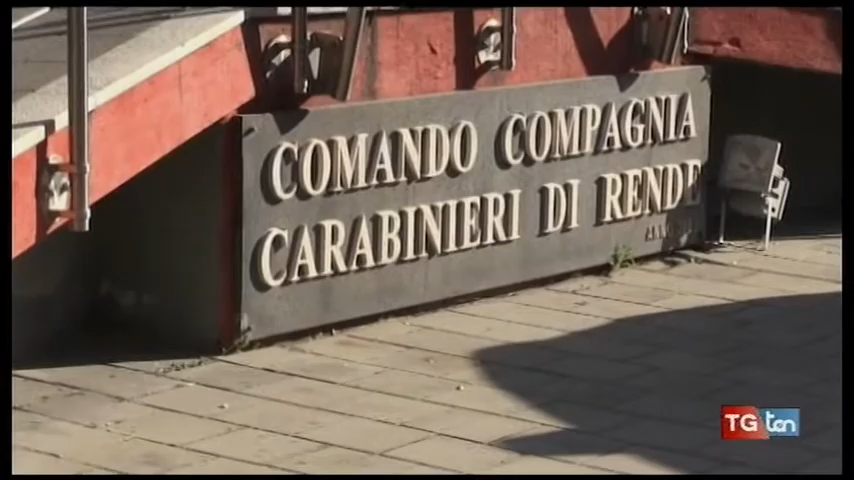 COMANDO COMPAGNIA
CARABINIERI DI RENDE
TG ten